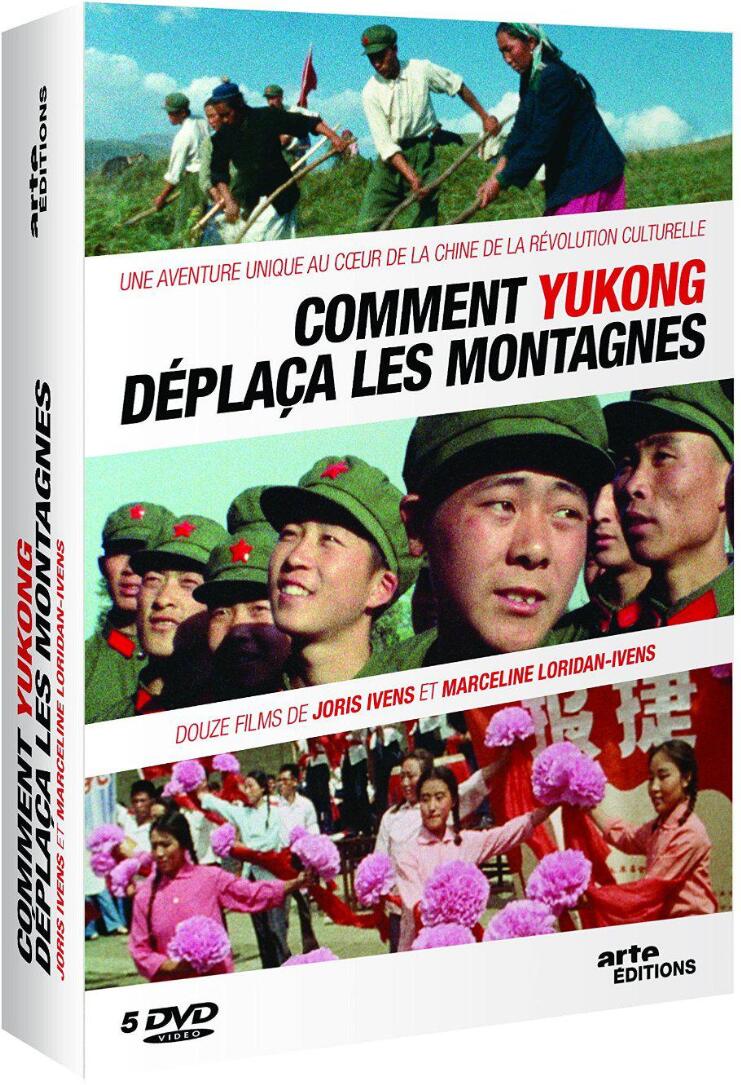 arte
ÉDITIONS
COMMENT YUKONG
DÉPLAÇA LES MONTAGNES
JORIS IVENS ET MARCELINE LORIDAN-IVENS
UNE AVENTURE UNIQUE AU CŒUR DE LA CHINE DE LA RÉVOLUTION CULTURELLE
COMMENT YUKONG
DÉPLAÇA LES MONTAGNES
DOUZE FILMS DE JORIS IVENS ET MARCELINE LORIDAN-IVENS
报捷
arte
ÉDITIONS
5 DVD
VIDEO